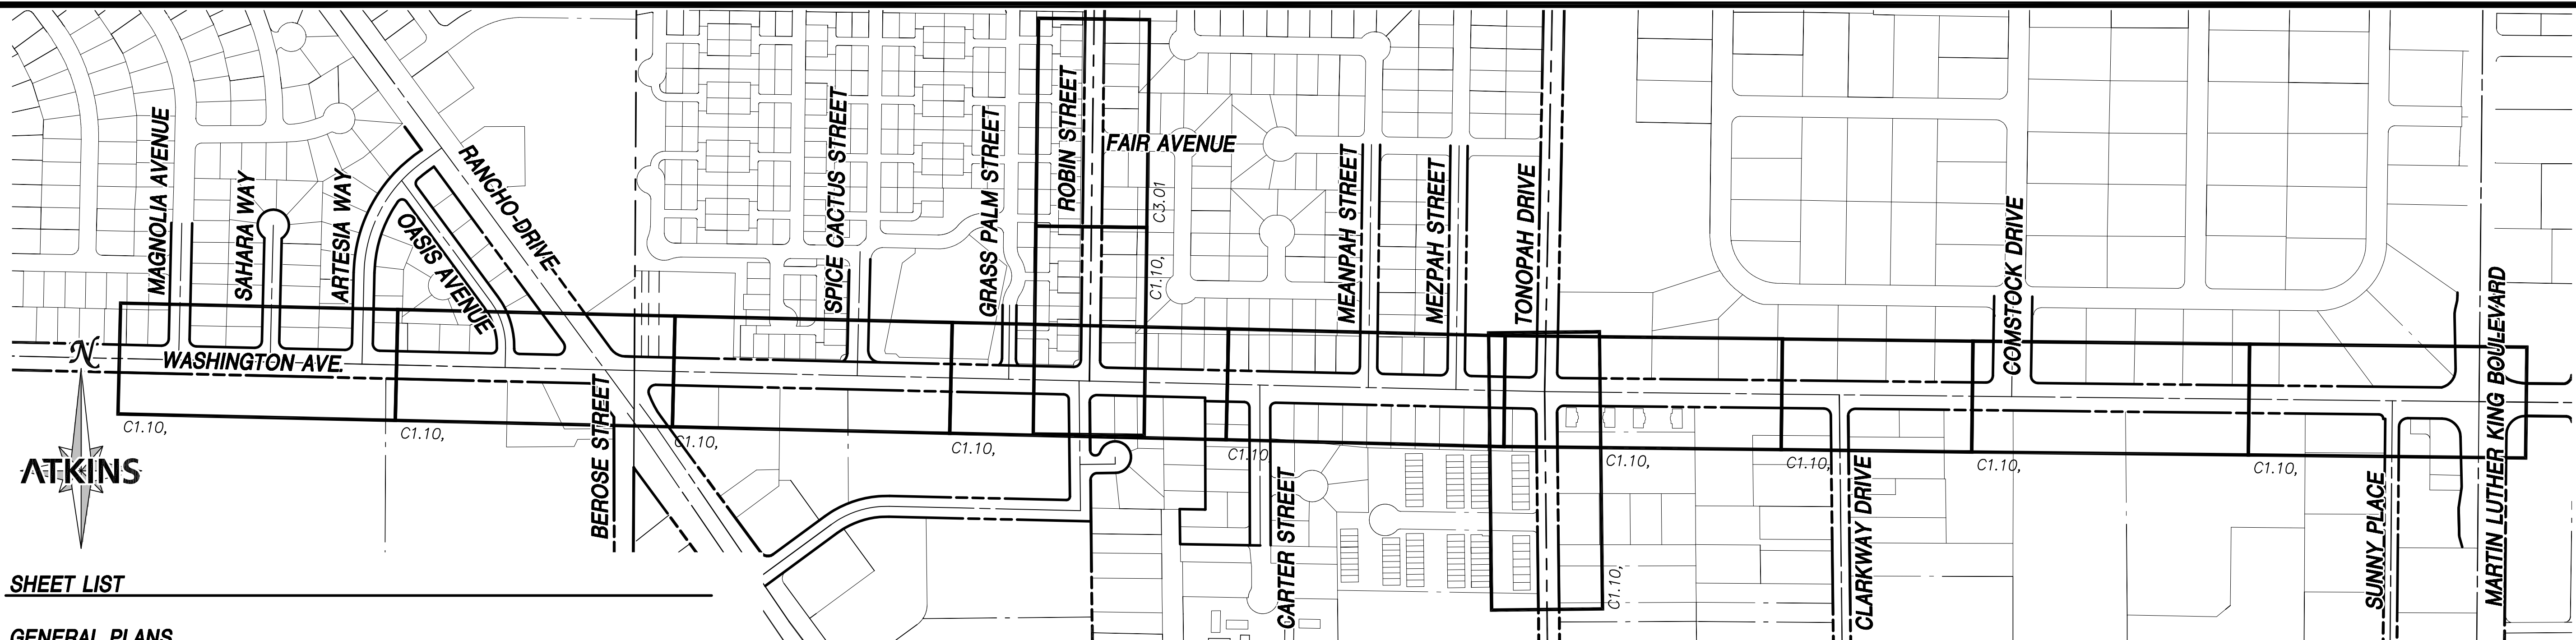 MAGNOLIA AVENUE
SAHARA WAY
ARTESIA WAY
OASIS AVENUE
RANCHO-DRIVE
SPICE CACTUS STREET
GRASS PALM STREET
ROBIN STREET
FAIR AVENUE
C3.01
C1.10,
MEANPAH STREET
MEZPAH STREET
TONOPAH DRIVE
COMSTOCK DRIVE
MARTIN LUTHER KING BOULEVARD
N
WASHINGTON AVE.
ATKINS
BEROSE STREET
CARTER STREET
CLARKWAY DRIVE
SUNNY PLACE
C1.10,
C1.10,
C1.10,
C1.10,
C1.10,
C1.10,
C1.10,
C1.10,
C1.10,
C1.10,
SHEET LIST
GENERAL PLANS